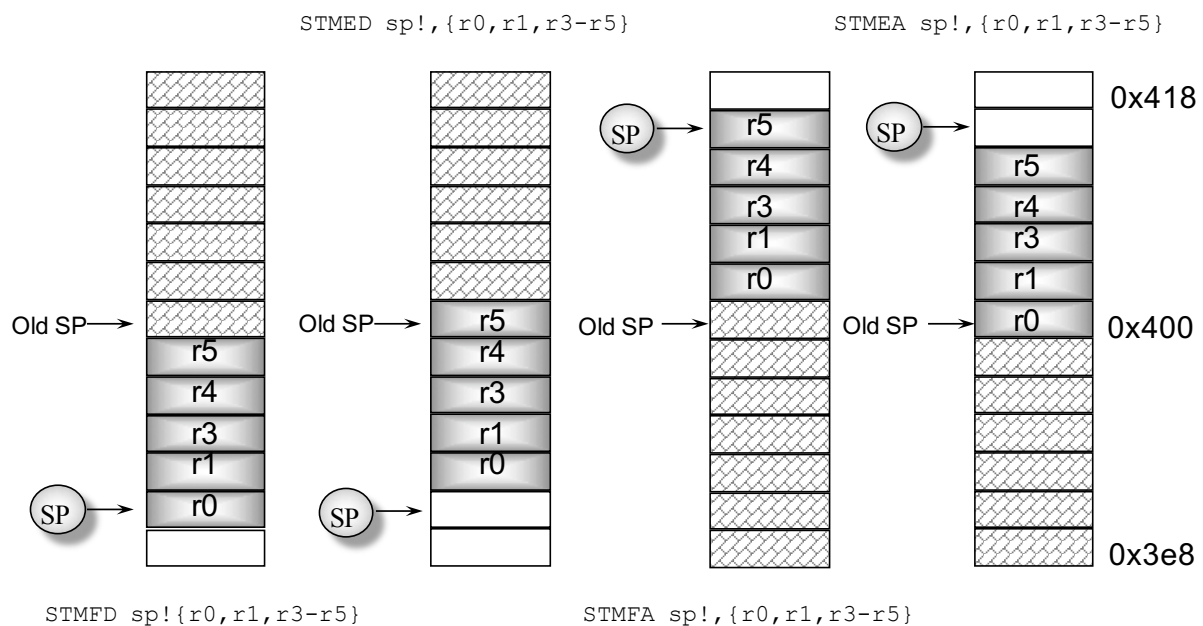 STMED sp!,{r0,r1,r3-r5}
STMEA sp!,{r0,r1,r3-r5}
Old SP
r5
r4
r3
r1
r0
SP
Old SP
r5
r4
r3
r1
r0
SP
SP
r5
r4
r3
r1
r0
Old SP
SP
r5
r4
r3
r1
r0
Old SP
0x418
0x400
0x3e8
STMFD sp!{r0,r1,r3-r5}
STMFA sp!,{r0,r1,r3-r5}